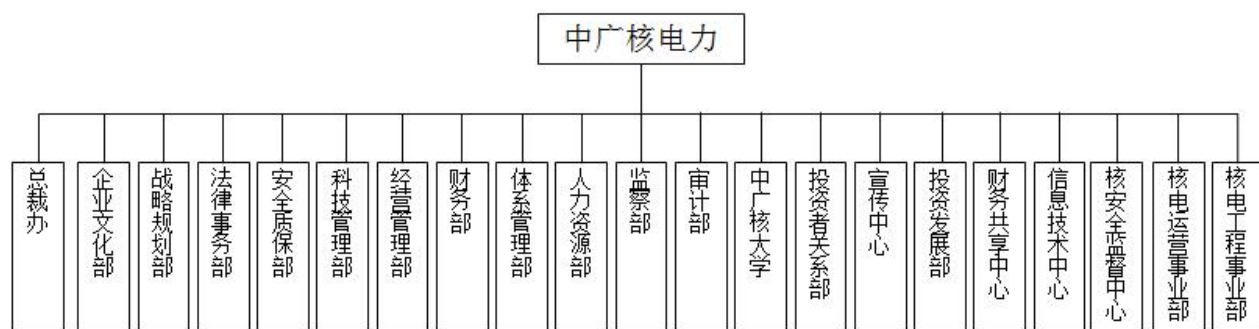 中广核电力
总裁办
企业文化部
战略规划部
法律事务部
安全质保部
科技管理部
经营管理部
财务部
体系管理部
人力资源部
监察部
审计部
中广核大学
投资者关系部
宣传中心
投资发展部
财务共享中心
信息技术中心
核安全监督中心
核电运营事业部
核电工程事业部